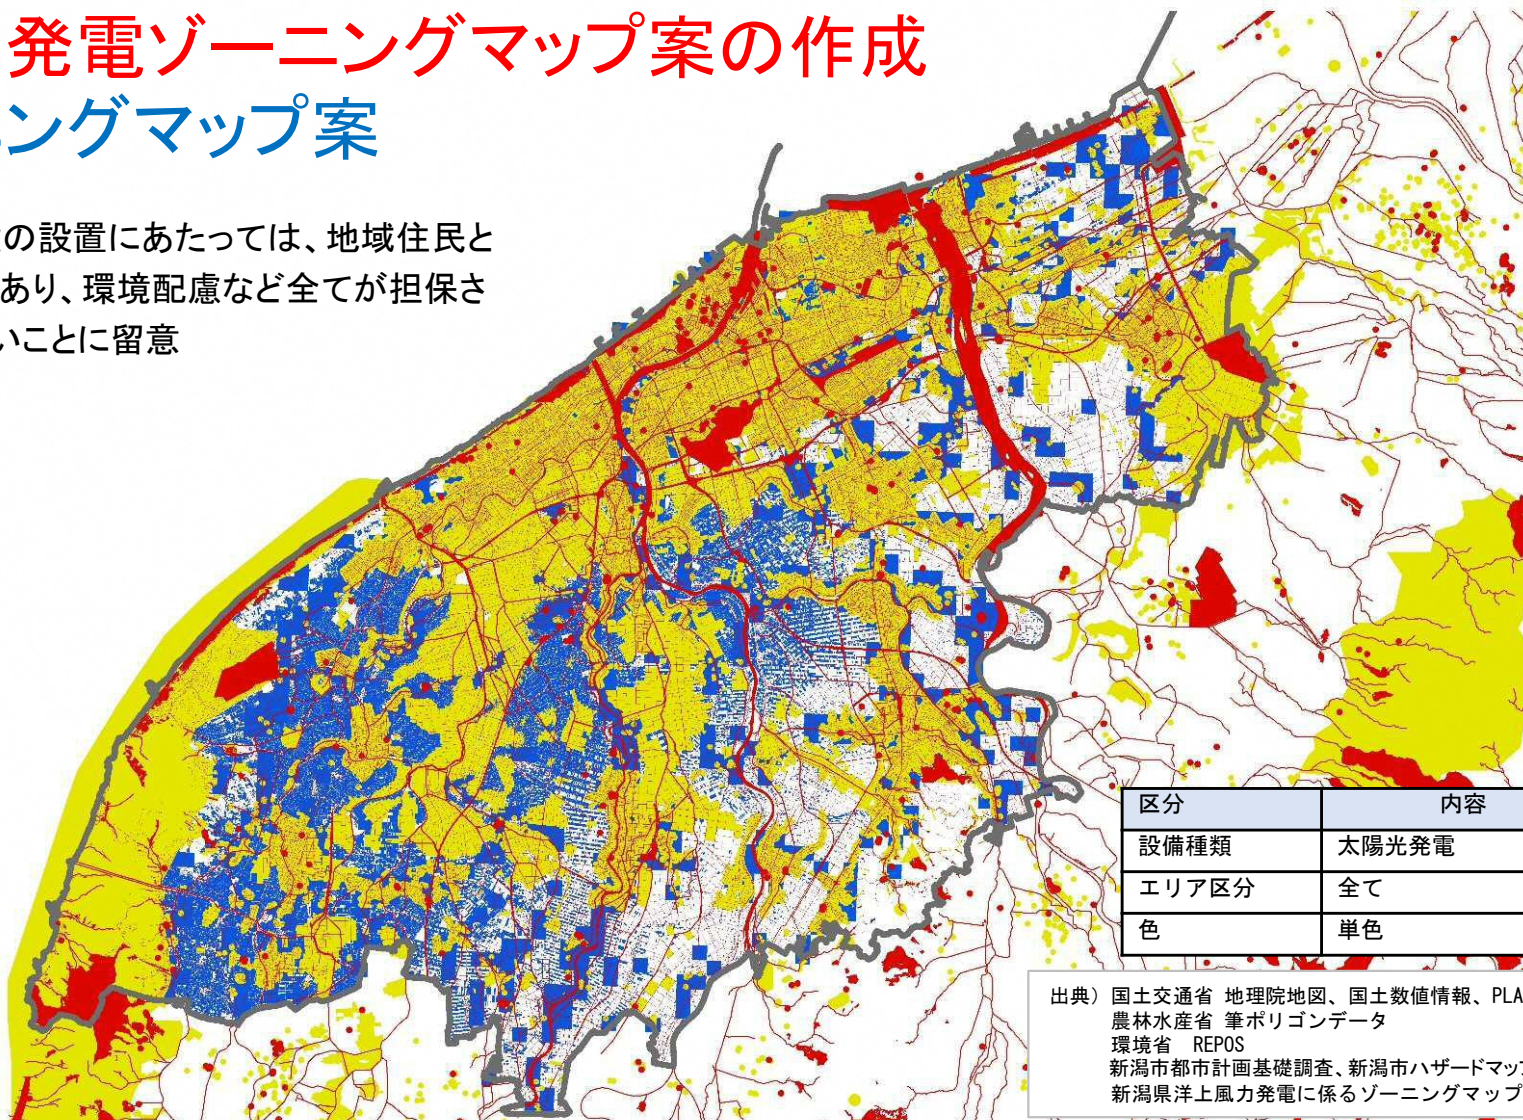 発電ゾーニングマップ案の作成
ングマップ案
の設置にあたっては、地域住民と
あり、環境配慮など全てが担保さ
いことに留意
区分 内容
設備種類 太陽光発電
エリア区分 全て
色 単色
出典) 国土交通省 地理院地図、国土数値情報、PLA
農林水産省 筆ポリゴンデータ
環境省 REPOS
新潟市都市計画基礎調査、新潟市ハザードマップ
新潟県洋上風力発電に係るゾーニングマップ